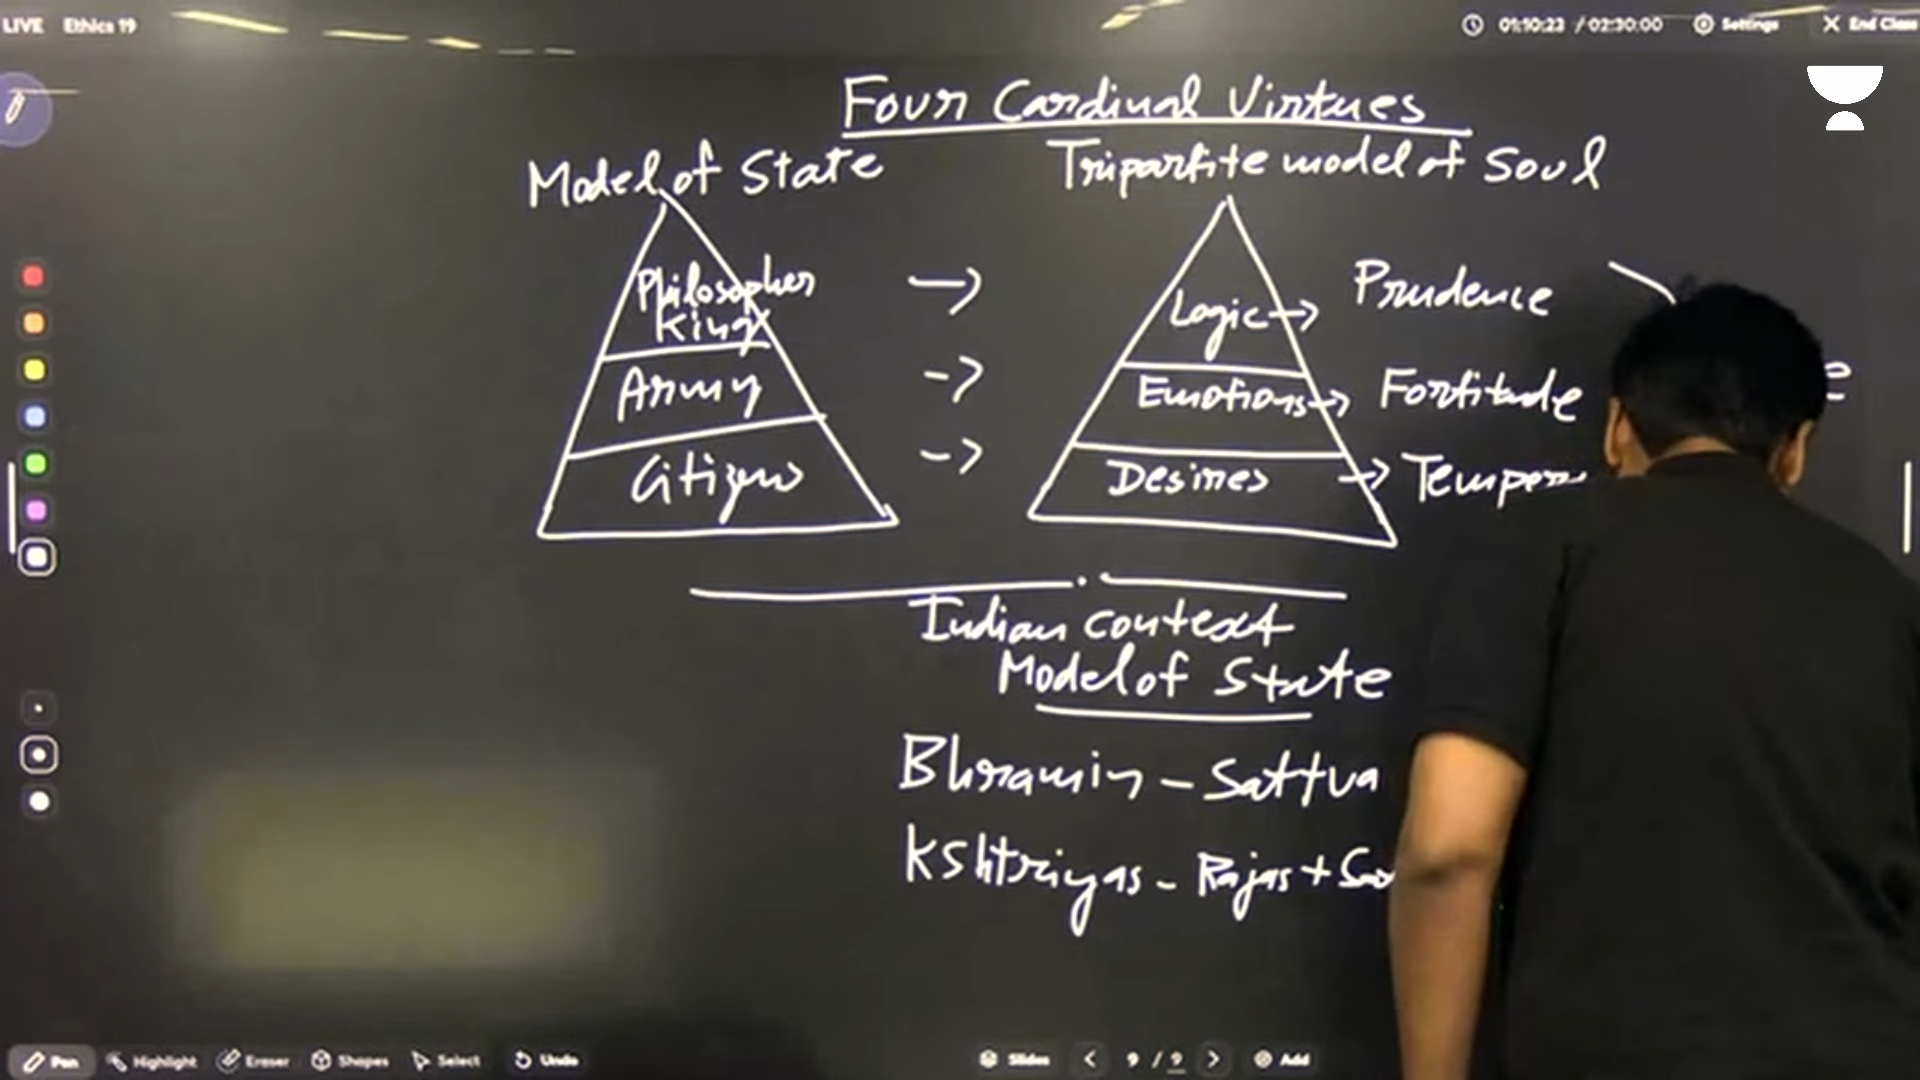 LIVE Ethics 19
01:10:23 / 02:30:00 Settings End Class
Four Cardinal Virtues
Model of State
Tripartite model of Soul
Philosopher
King
Army
Citizens
->
->
->
Logic ->
Emotions ->
Desires ->
Prudence
Fortitude
Indian context
Model of State
Bhramin - Sattva
Kshtriyas - Rajas +
Pen Highlight Eraser Shapes Select Undo
Slides < 9 / 9 > Add